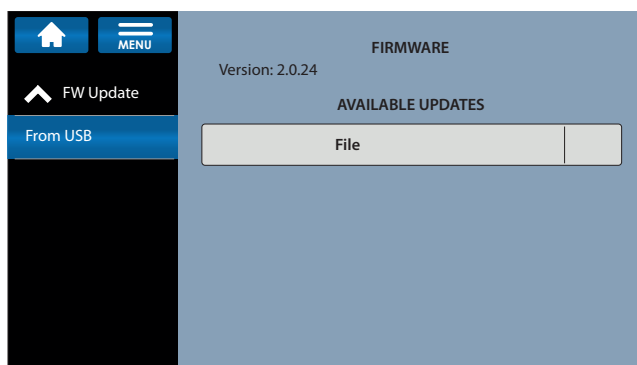 MENU
FW Update
From USB
FIRMWARE
Version: 2.0.24
AVAILABLE UPDATES
File